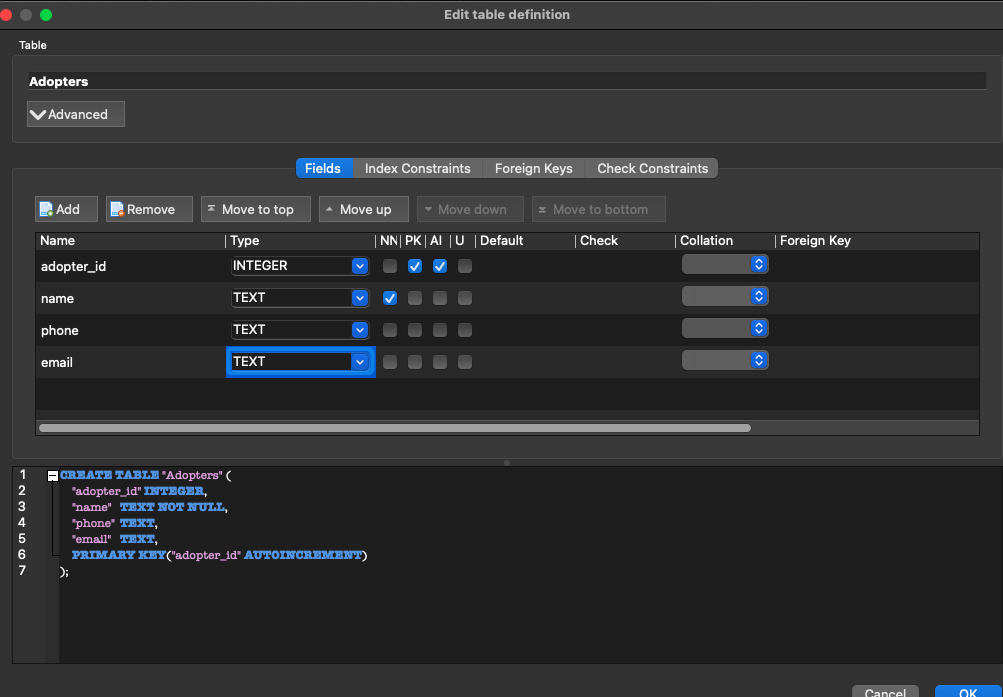 Edit table definition
Table
Adopters
Advanced
Fields Index Constraints Foreign Keys Check Constraints
Add Remove Move to top Move up Move down Move to bottom
Name Type NN PK AI U Default Check Collation Foreign Key
adopter_id INTEGER
name TEXT
phone TEXT
email TEXT
1 CREATE TABLE "Adopters" (
2 "adopter_id" INTEGER,
3 "name" TEXT NOT NULL,
4 "phone" TEXT,
5 "email" TEXT,
6 PRIMARY KEY("adopter_id" AUTOINCREMENT)
7 );
Cancel OK